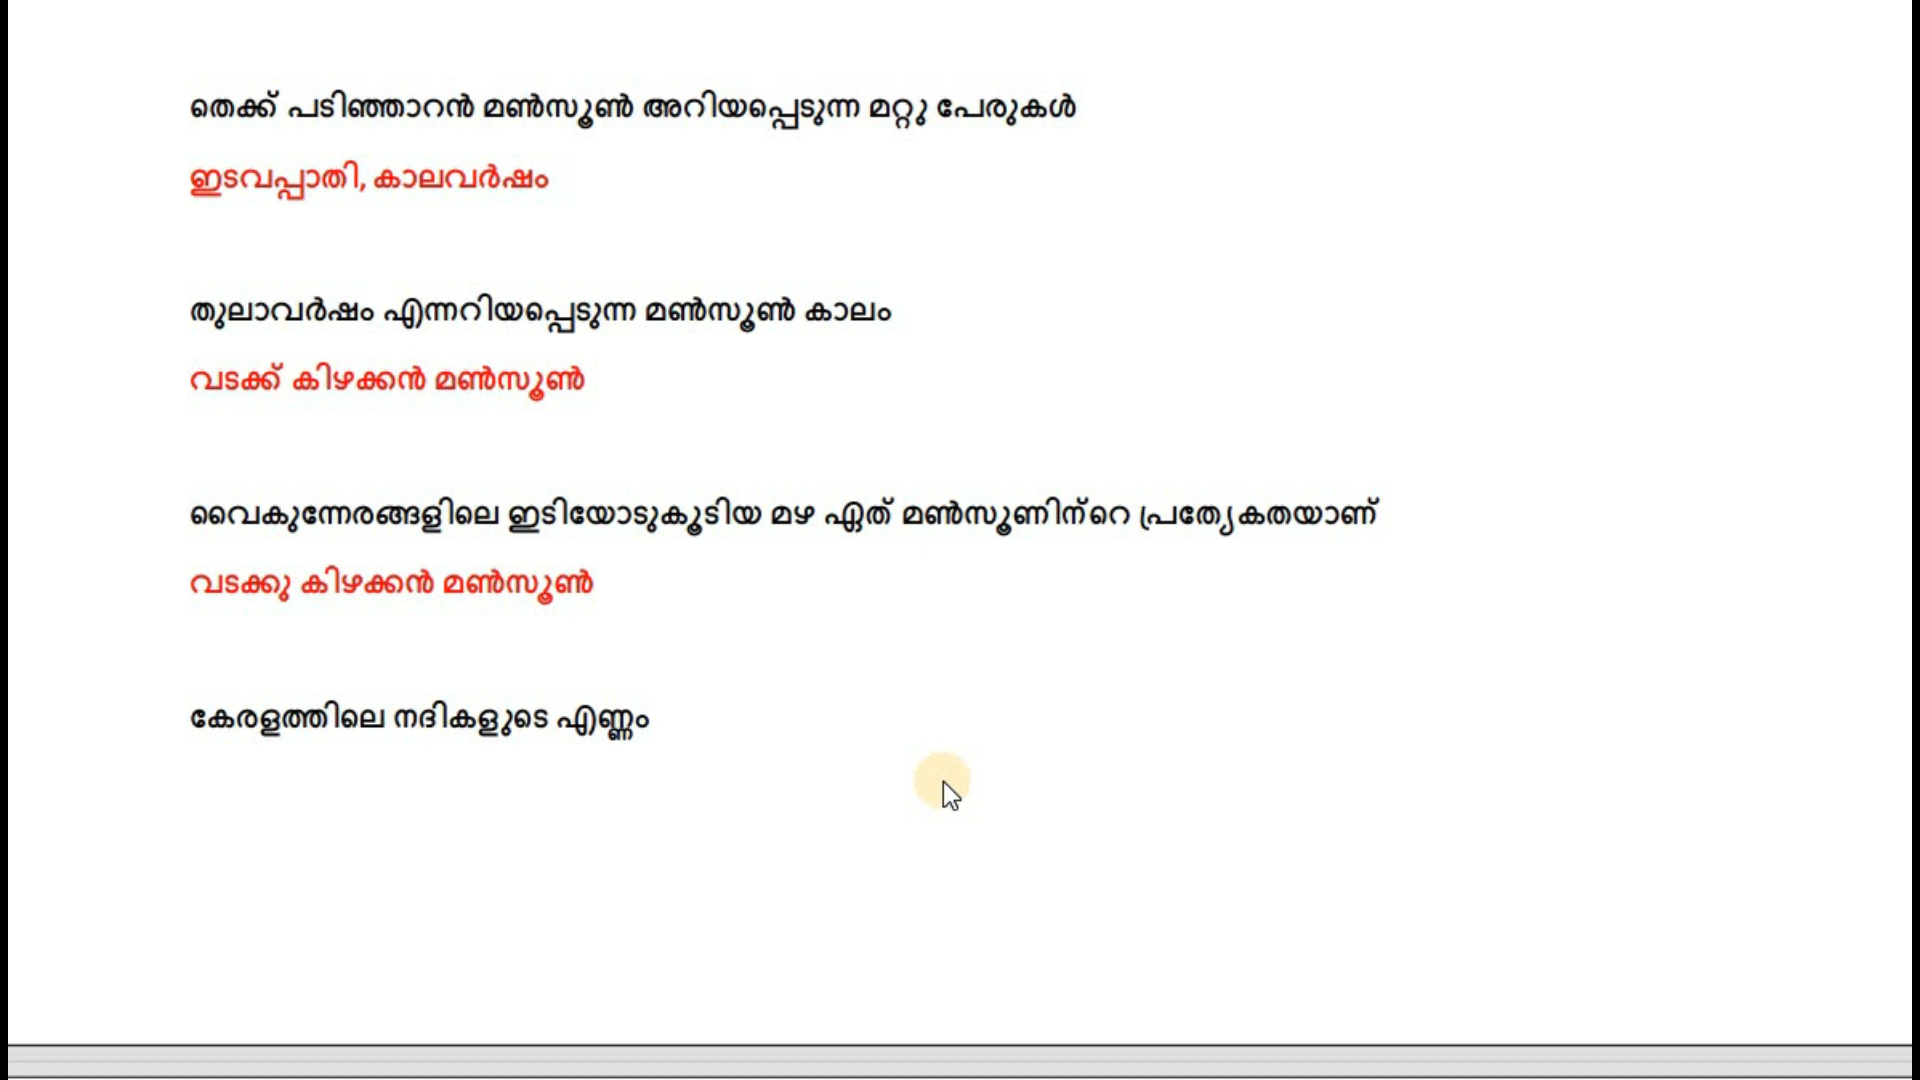 തെക്ക് പടിഞ്ഞാറൻ മൺസൂൺ അറിയപ്പെടുന്ന മറ്റു പേരുകൾ
ഇടവപ്പാതി, കാലവർഷം
തുലാവർഷം എന്നറിയപ്പെടുന്ന മൺസൂൺ കാലം
വടക്ക് കിഴക്കൻ മൺസൂൺ
വൈകുന്നേരങ്ങളിലെ ഇടിയോടുകൂടിയ മഴ ഏത് മൺസൂണിന്റെ പ്രത്യേകതയാണ്
വടക്കു കിഴക്കൻ മൺസൂൺ
കേരളത്തിലെ നദികളുടെ എണ്ണം